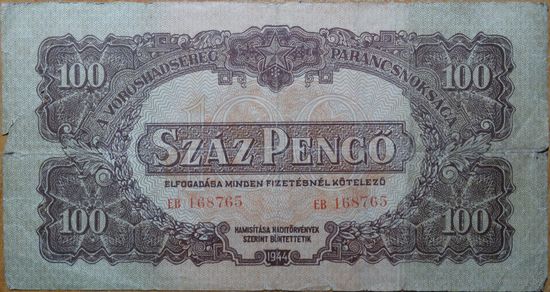 100 A VÖRÖSHADSEREG PARANCSNOKSÁGA 100
100
SZÁZ PENGŐ
ELFOGADÁSA MINDEN FIZETÉSNÉL KÖTELEZŐ
EB 168765 EB 168765
100 100
HAMISÍTÁSA HADITÖRVÉNYEK
SZERINT BÜNTETTETIK
1944